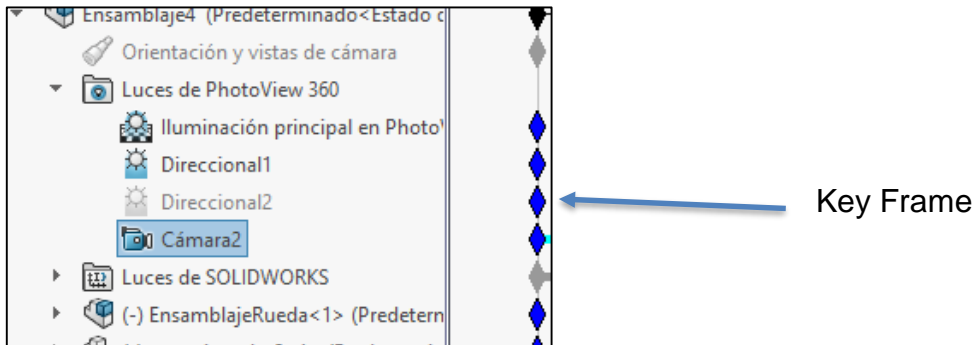 Ensamblaje4 (Predeterminado<Estado d
Orientación y vistas de cámara
Luces de PhotoView 360
Iluminación principal en Photo
Direccional1
Direccional2
Key Frame
Cámara2
Luces de SOLIDWORKS
(-) EnsamblajeRueda<1> (Predetern